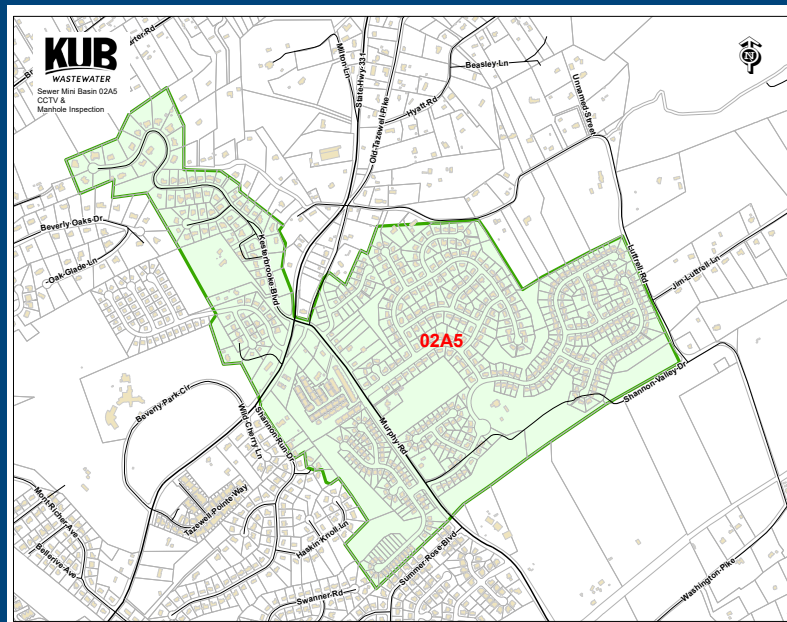 KUB
WASTEWATER
Sewer Mini Basin 02A5
CCTV &
Manhole Inspection
N
Milton Ln
State Hwy 331
Old Tazewell Pike
Hyatt Rd
Beasley Ln
Unnamed Street
Beverly Oaks Dr
Oak Glade Ln
Kesterbrooke Blvd
Luttrell Rd
Jim Luttrell Ln
02A5
Shannon Valley Dr
Beverly Park Cir
Wild Cherry Ln
Shannon Run Dr
Murphy Rd
Mont Richer Ave
Bellerive Ave
Tazewell Pointe Way
Haskin Knoll Ln
Summer Rose Blvd
Swanner Rd
Washington Pike